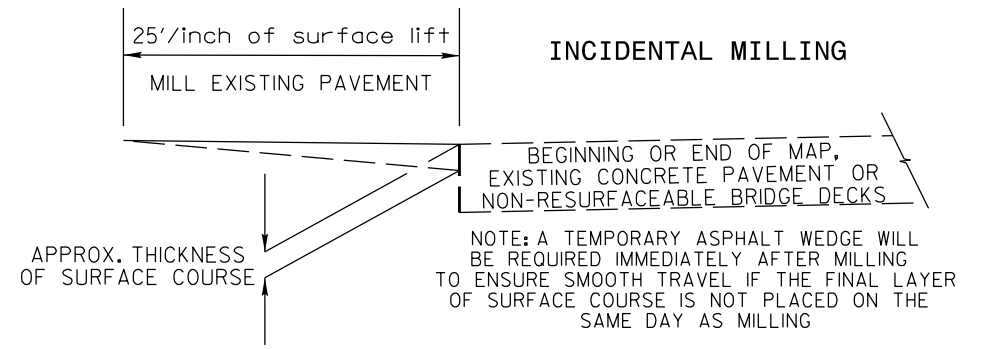 25'/inch of surface lift
MILL EXISTING PAVEMENT
INCIDENTAL MILLING
BEGINNING OR END OF MAP,
EXISTING CONCRETE PAVEMENT OR
NON-RESURFACEABLE BRIDGE DECKS
APPROX. THICKNESS
OF SURFACE COURSE
NOTE: A TEMPORARY ASPHALT WEDGE WILL
BE REQUIRED IMMEDIATELY AFTER MILLING
TO ENSURE SMOOTH TRAVEL IF THE FINAL LAYER
OF SURFACE COURSE IS NOT PLACED ON THE
SAME DAY AS MILLING